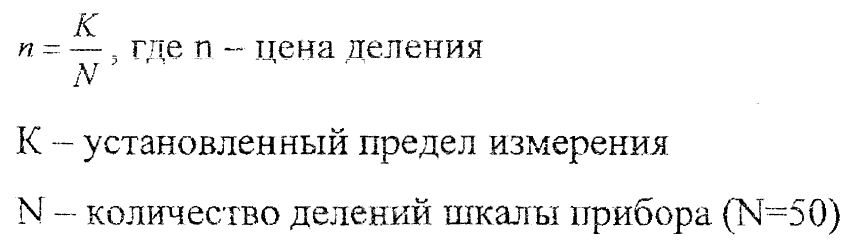 n = K/N, где n – цена деления
К – установленный предел измерения
N – количество делений шкалы прибора (N=50)